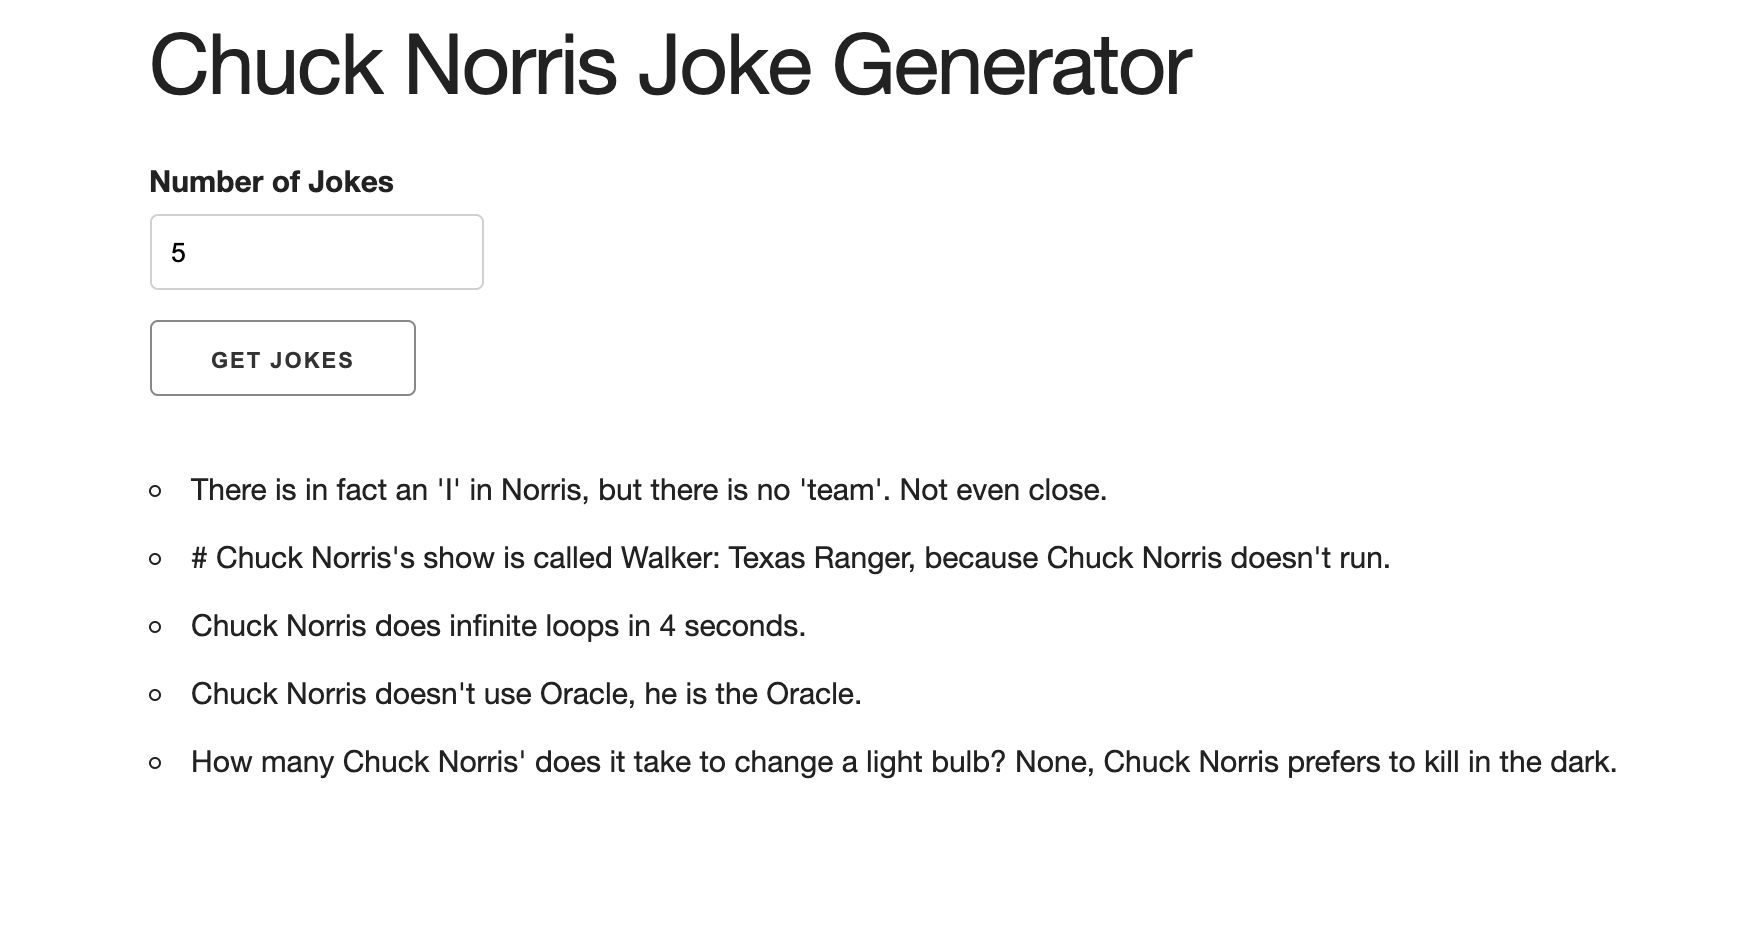 Chuck Norris Joke Generator
Number of Jokes
5
GET JOKES
There is in fact an 'I' in Norris, but there is no 'team'. Not even close.
# Chuck Norris's show is called Walker: Texas Ranger, because Chuck Norris doesn't run.
Chuck Norris does infinite loops in 4 seconds.
Chuck Norris doesn't use Oracle, he is the Oracle.
How many Chuck Norris' does it take to change a light bulb? None, Chuck Norris prefers to kill in the dark.